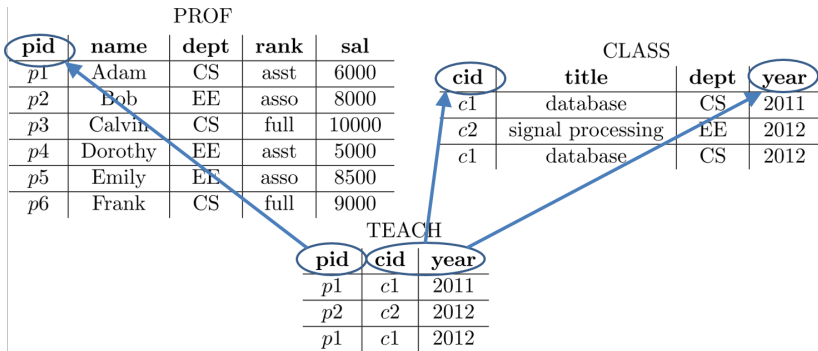 PROF
pid name dept rank sal
p1 Adam CS asst 6000
p2 Bob EE asso 8000
p3 Calvin CS full 10000
p4 Dorothy EE asst 5000
p5 Emily EE asso 8500
p6 Frank CS full 9000
CLASS
cid title dept year
c1 database CS 2011
c2 signal processing EE 2012
c1 database CS 2012
TEACH
pid cid year
p1 c1 2011
p2 c2 2012
p1 c1 2012